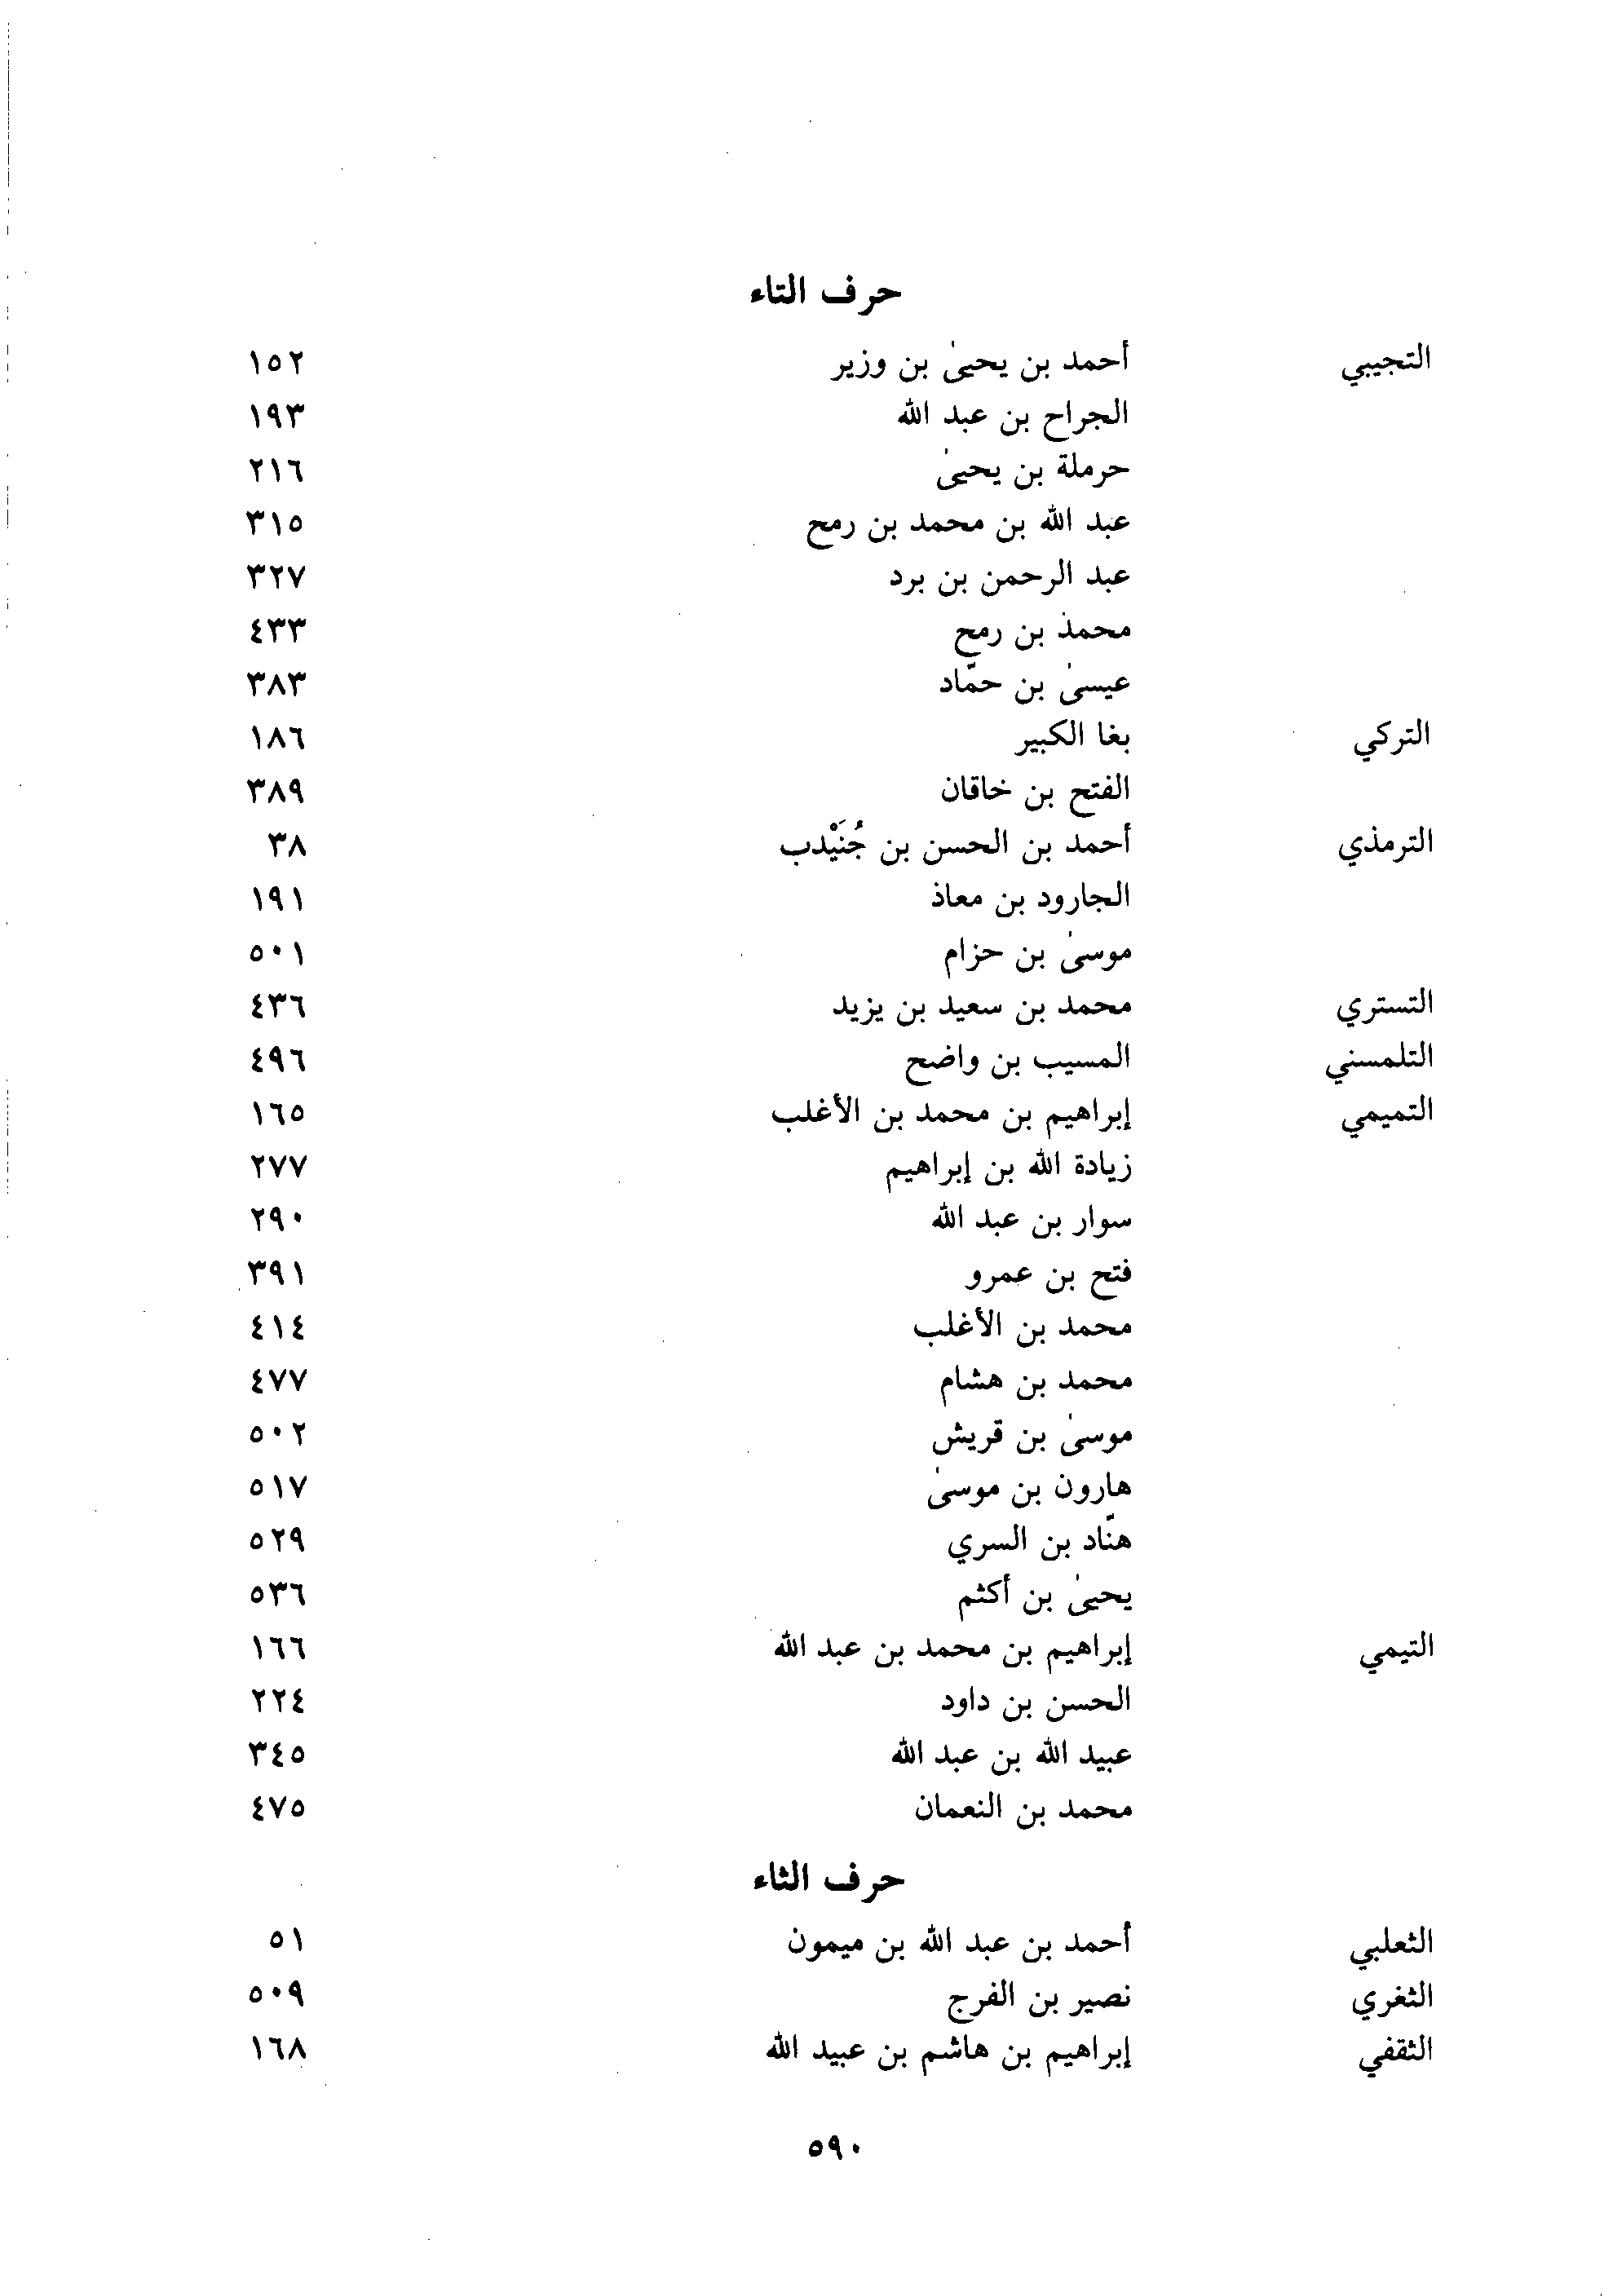 حرف التاء
التجيبي أحمد بن يحيىٰ بن وزير ١٥٢
الجراح بن عبد الله ١٩٣
حرملة بن يحيىٰ ٢١٦
عبد الله بن محمد بن رمح ٣١٥
عبد الرحمن بن برد ٣٢٧
محمد بن رمح ٤٣٣
عيسىٰ بن حمّاد ٣٨٣
التركي بغا الكبير ١٨٦
الفتح بن خاقان ٣٨٩
الترمذي أحمد بن الحسن بن جُنَيْدب ٣٨
الجارود بن معاذ ١٩١
موسىٰ بن حزام ٥٠١
التستري محمد بن سعيد بن يزيد ٤٣٦
التلمسني المسيب بن واضح ٤٩٦
التميمي إبراهيم بن محمد بن الأغلب ١٦٥
زيادة الله بن إبراهيم ٢٧٧
سوار بن عبد الله ٢٩٠
فتح بن عمرو ٣٩١
محمد بن الأغلب ٤١٤
محمد بن هشام ٤٧٧
موسىٰ بن قريش ٥٠٢
هارون بن موسىٰ ٥١٧
هنّاد بن السري ٥٢٩
يحيىٰ بن أكثم ٥٣٦
التيمي إبراهيم بن محمد بن عبد الله ١٦٦
الحسن بن داود ٢٢٤
عبيد الله بن عبد الله ٣٤٥
محمد بن النعمان ٤٧٥
حرف الثاء
الثعلبي أحمد بن عبد الله بن ميمون ٥١
الثغري نصير بن الفرج ٥٠٩
الثقفي إبراهيم بن هاشم بن عبيد الله ١٦٨
٥٩٠